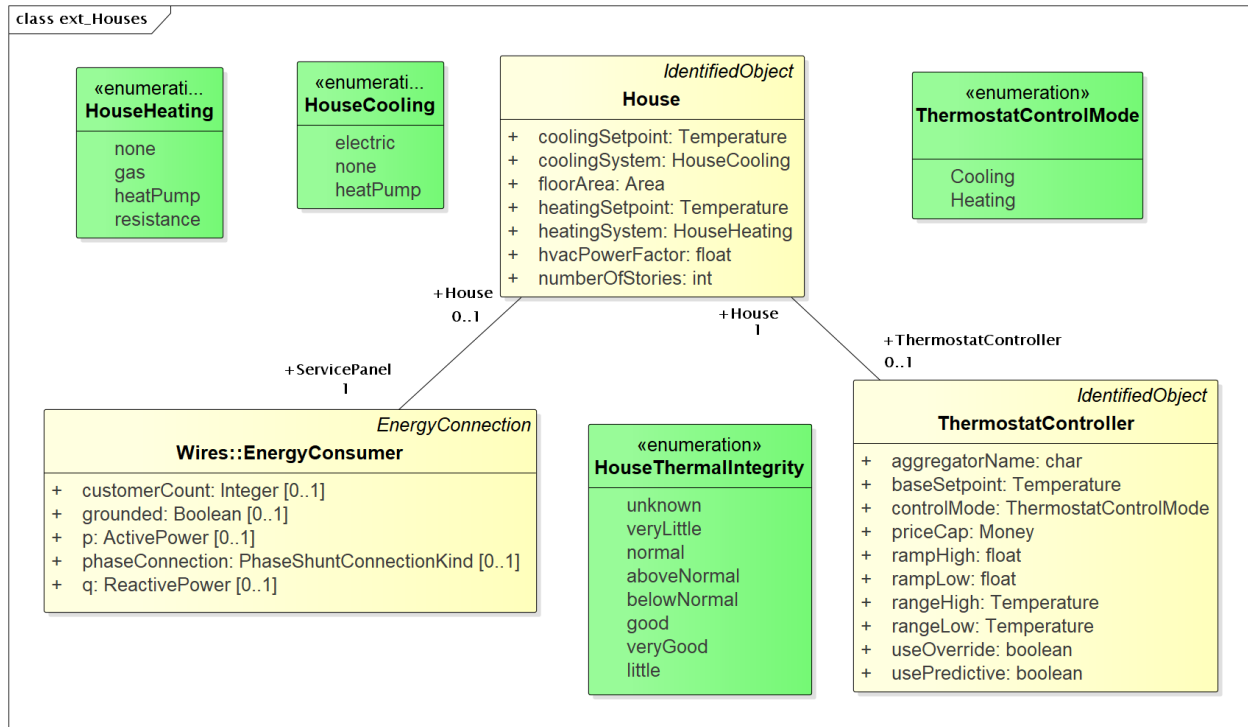 class ext_Houses
«enumerati...
HouseHeating
none
gas
heatPump
resistance
«enumerati...
HouseCooling
electric
none
heatPump
IdentifiedObject
House
+ coolingSetpoint: Temperature
+ coolingSystem: HouseCooling
+ floorArea: Area
+ heatingSetpoint: Temperature
+ heatingSystem: HouseHeating
+ hvacPowerFactor: float
+ numberOfStories: int
«enumeration»
ThermostatControlMode
Cooling
Heating
+House
0..1
+House
1
+ServicePanel
1
+ThermostatController
0..1
EnergyConnection
Wires::EnergyConsumer
+ customerCount: Integer [0..1]
+ grounded: Boolean [0..1]
+ p: ActivePower [0..1]
+ phaseConnection: PhaseShuntConnectionKind [0..1]
+ q: ReactivePower [0..1]
«enumeration»
HouseThermalIntegrity
unknown
veryLittle
normal
aboveNormal
belowNormal
good
veryGood
little
IdentifiedObject
ThermostatController
+ aggregatorName: char
+ baseSetpoint: Temperature
+ controlMode: ThermostatControlMode
+ priceCap: Money
+ rampHigh: float
+ rampLow: float
+ rangeHigh: Temperature
+ rangeLow: Temperature
+ useOverride: boolean
+ usePredictive: boolean